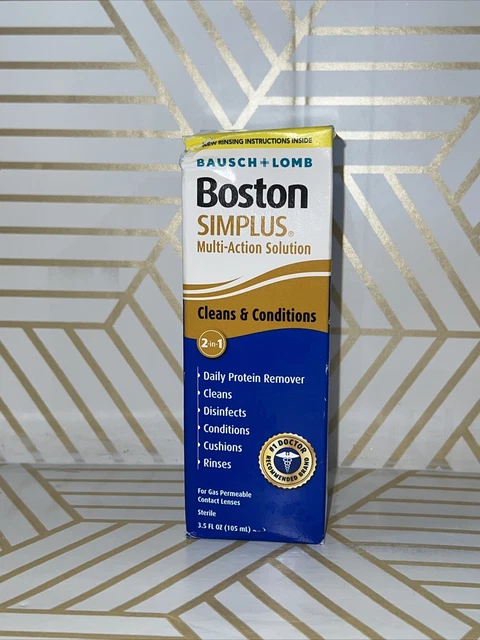 NEW RINSING INSTRUCTIONS INSIDE
BAUSCH + LOMB
Boston
SIMPLUS®
Multi-Action Solution
Cleans & Conditions
2-in-1
• Daily Protein Remover
• Cleans
• Disinfects
• Conditions
• Cushions
• Rinses
#1 DOCTOR
RECOMMENDED BRAND
For Gas Permeable
Contact Lenses
Sterile
3.5 FL OZ (105 mL)